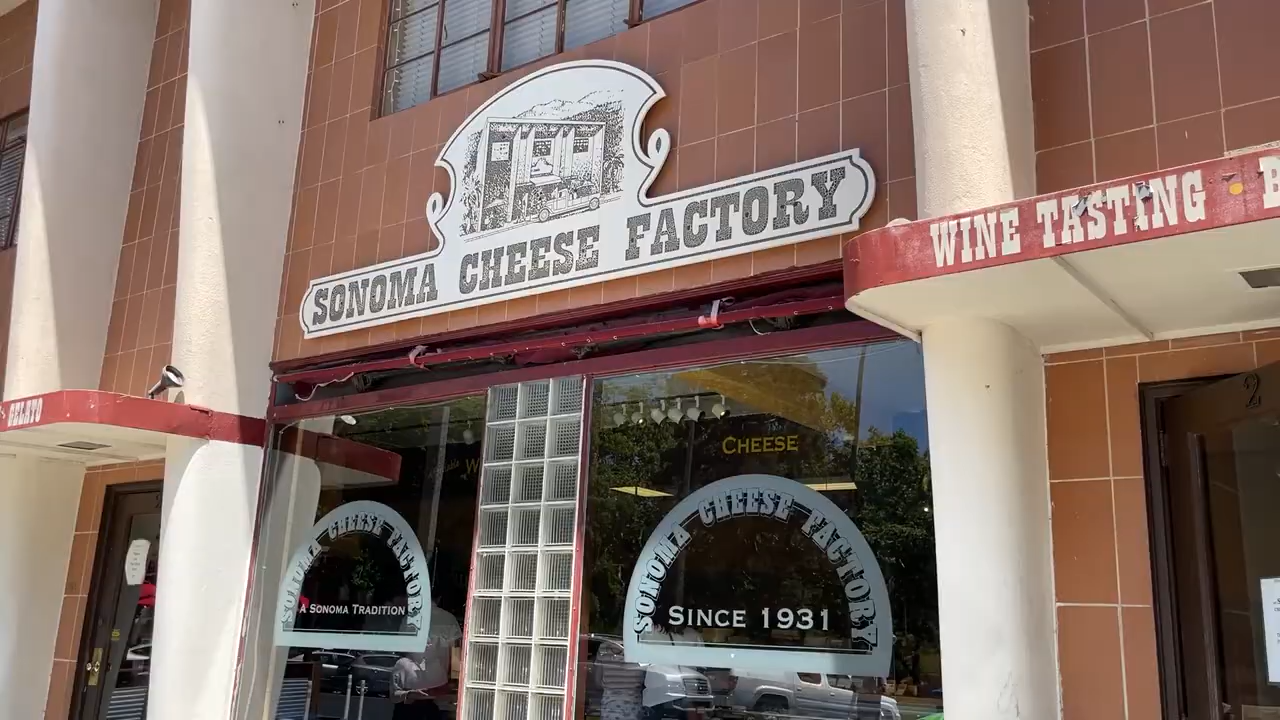 SONOMA CHEESE FACTORY
WINE TASTING
GELATO
CHEESE
SONOMA CHEESE FACTORY
A SONOMA TRADITION
SONOMA CHEESE FACTORY
SINCE 1931
2